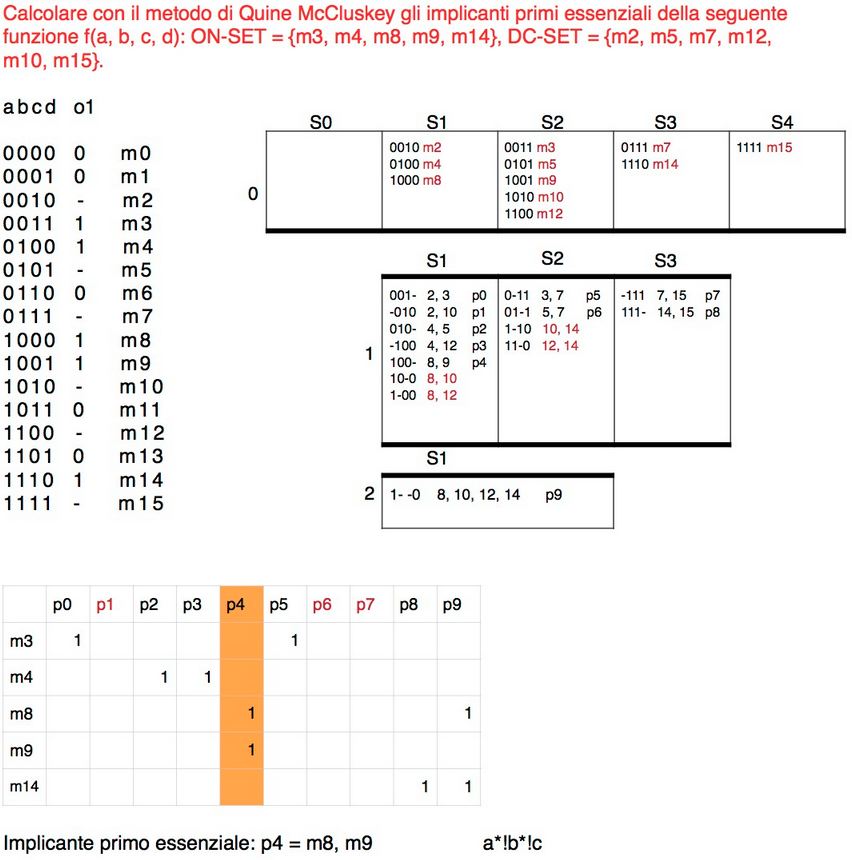 Calcolare con il metodo di Quine McCluskey gli implicanti primi essenziali della seguente
funzione f(a, b, c, d): ON-SET = {m3, m4, m8, m9, m14}, DC-SET = {m2, m5, m7, m12,
m10, m15}.
abcd o1
0000 0 m0
0001 0 m1
0010 - m2
0011 1 m3
0100 1 m4
0101 - m5
0110 0 m6
0111 - m7
1000 1 m8
1001 1 m9
1010 - m10
1011 0 m11
1100 - m12
1101 0 m13
1110 1 m14
1111 - m15
S0 S1 S2 S3 S4
0
0010 m2
0100 m4
1000 m8
0011 m3
0101 m5
1001 m9
1010 m10
1100 m12
0111 m7
1110 m14
1111 m15
S1 S2 S3
1
001- 2, 3 p0
-010 2, 10 p1
010- 4, 5 p2
-100 4, 12 p3
100- 8, 9 p4
10-0 8, 10
1-00 8, 12
0-11 3, 7 p5
01-1 5, 7 p6
1-10 10, 14
11-0 12, 14
-111 7, 15 p7
111- 14, 15 p8
S1
2 1- -0 8, 10, 12, 14 p9
p0 p1 p2 p3 p4 p5 p6 p7 p8 p9
m3 1 1
m4 1 1
m8 1 1
m9 1
m14 1 1
Implicante primo essenziale: p4 = m8, m9 a*!b*!c